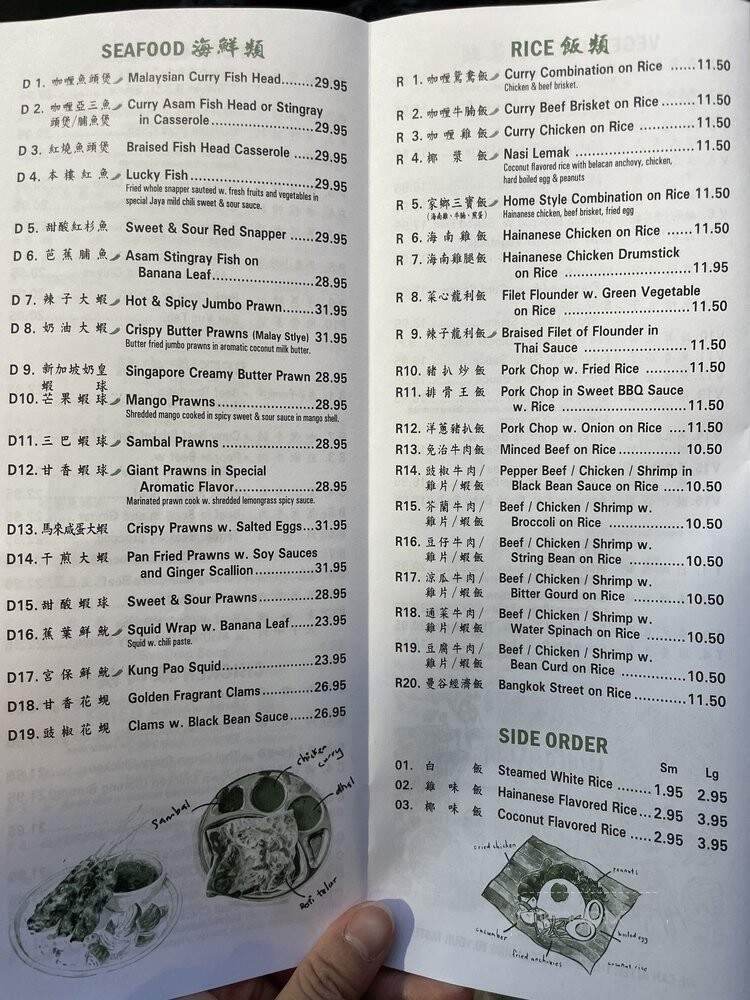 SEAFOOD 海鮮類
D 1. 咖喱魚頭煲 Malaysian Curry Fish Head........29.95
D 2. 咖喱亞三魚 Curry Asam Fish Head or Stingray
頭煲/脯魚煲 in Casserole..........................29.95
D 3. 紅燒魚頭煲 Braised Fish Head Casserole .....29.95
D 4. 本樓紅魚 Lucky Fish...............................29.95
Fried whole snapper sauteed w. fresh fruits and vegetables in
special Jaya mild chili sweet & sour sauce.
D 5. 甜酸紅杉魚 Sweet & Sour Red Snapper ......29.95
D 6. 芭蕉脯魚 Asam Stingray Fish on
Banana Leaf..........................28.95
D 7. 辣子大蝦 Hot & Spicy Jumbo Prawn........31.95
D 8. 奶油大蝦 Crispy Butter Prawns (Malay Stlye) 31.95
Butter fried jumbo prawns in aromatic coconut milk butter.
D 9. 新加坡奶皇 Singapore Creamy Butter Prawn 28.95
蝦球
D10. 芒果蝦球 Mango Prawns........................28.95
Shredded mango cooked in spicy sweet & sour sauce in mango shell.
D11. 三巴蝦球 Sambal Prawns........................28.95
D12. 甘香蝦球 Giant Prawns in Special
Aromatic Flavor.....................28.95
Marinated prawn cook w. shredded lemongrass spicy sauce.
D13. 馬來咸蛋大蝦 Crispy Prawns w. Salted Eggs...31.95
D14. 干煎大蝦 Pan Fried Prawns w. Soy Sauces
and Ginger Scallion...............31.95
D15. 甜酸蝦球 Sweet & Sour Prawns..............28.95
D16. 蕉葉鮮魷 Squid Wrap w. Banana Leaf......23.95
Squid w. chili paste.
D17. 宮保鮮魷 Kung Pao Squid......................23.95
D18. 甘香花蜆 Golden Fragrant Clams............26.95
D19. 豉椒花蜆 Clams w. Black Bean Sauce......26.95
Sambal
chicken curry
dhal
Roti telur
RICE 飯類
R 1. 咖喱鴛鴦飯 Curry Combination on Rice ......11.50
Chicken & beef brisket.
R 2. 咖喱牛腩飯 Curry Beef Brisket on Rice.......11.50
R 3. 咖喱雞飯 Curry Chicken on Rice ............11.50
R 4. 椰漿飯 Nasi Lemak ..........................11.50
Coconut flavored rice with belacan anchovy, chicken,
hard boiled egg & peanuts
R 5. 家鄉三寶飯 Home Style Combination on Rice 11.50
(海南雞、牛腩、煎蛋) Hainanese chicken, beef brisket, fried egg
R 6. 海南雞飯 Hainanese Chicken on Rice ......11.50
R 7. 海南雞腿飯 Hainanese Chicken Drumstick
on Rice ..............................11.95
R 8. 菜心龍利飯 Filet Flounder w. Green Vegetable
on Rice ..............................11.50
R 9. 辣子龍利飯 Braised Filet of Flounder in
Thai Sauce ..........................11.50
R10. 豬扒炒飯 Pork Chop w. Fried Rice ..........11.50
R11. 排骨王飯 Pork Chop in Sweet BBQ Sauce
w. Rice ..............................11.50
R12. 洋蔥豬扒飯 Pork Chop w. Onion on Rice ....11.50
R13. 免治牛肉飯 Minced Beef on Rice.............. 10.50
R14. 豉椒牛肉/ Pepper Beef / Chicken / Shrimp in
雞片/蝦飯 Black Bean Sauce on Rice .....10.50
R15. 芥蘭牛肉/ Beef / Chicken / Shrimp w.
雞片/蝦飯 Broccoli on Rice ...................10.50
R16. 豆仔牛肉/ Beef / Chicken / Shrimp w.
雞片/蝦飯 String Bean on Rice ..............10.50
R17. 涼瓜牛肉/ Beef / Chicken / Shrimp w.
雞片/蝦飯 Bitter Gourd on Rice ............10.50
R18. 通菜牛肉/ Beef / Chicken / Shrimp w.
雞片/蝦飯 Water Spinach on Rice ..........10.50
R19. 豆腐牛肉/ Beef / Chicken / Shrimp w.
雞片/蝦飯 Bean Curd on Rice ................10.50
R20. 曼谷經濟飯 Bangkok Street on Rice.............11.50
SIDE ORDER
Sm Lg
01. 白飯 Steamed White Rice ........1.95 2.95
02. 雞味飯 Hainanese Flavored Rice...2.95 3.95
03. 椰味飯 Coconut Flavored Rice .....2.95 3.95
fried chicken
peanuts
cucumber
boiled egg
fried anchovies
coconut rice